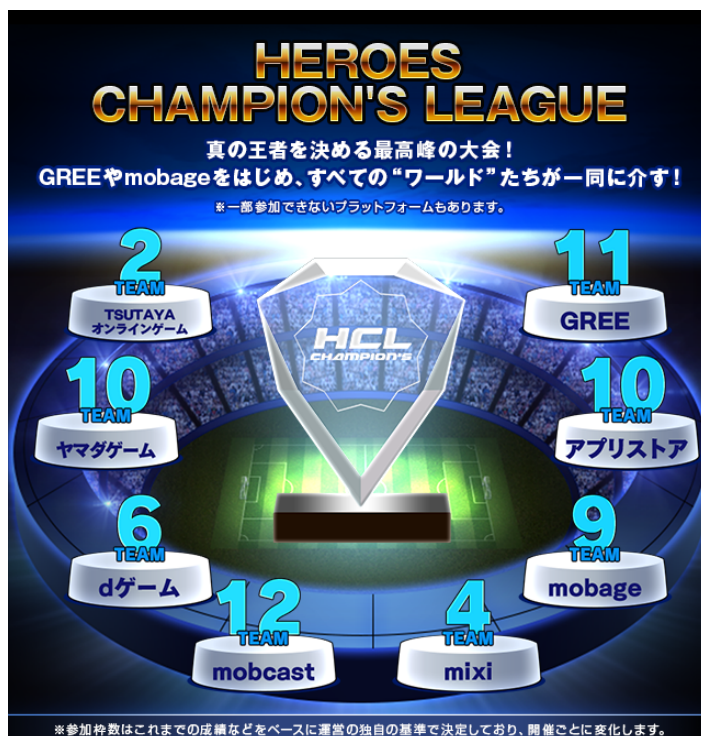 HEROES
CHAMPION'S LEAGUE
真の王者を決める最高峰の大会！
GREEやmobageをはじめ、すべての“ワールド”たちが一同に介す！
※一部参加できないプラットフォームもあります。
2
TEAM
TSUTAYA
オンラインゲーム
11
TEAM
GREE
HCL
CHAMPION'S
10
TEAM
ヤマダゲーム
10
TEAM
アプリストア
6
TEAM
dゲーム
9
TEAM
mobage
12
TEAM
mobcast
4
TEAM
mixi
※参加枠数はこれまでの成績などをベースに運営の独自の基準で決定しており、開催ごとに変化します。